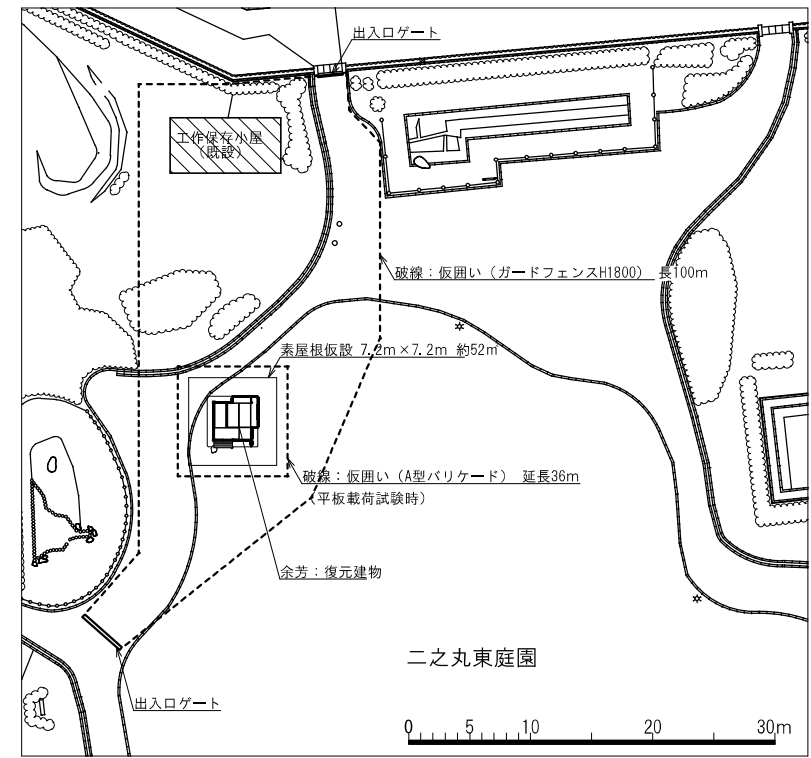 出入口ゲート
工作保存小屋
(既設)
破線：仮囲い（ガードフェンスH1800） 長100m
素屋根仮設 7.2m×7.2m 約52㎡
破線：仮囲い（A型バリケード） 延長36m
（平板載荷試験時）
余芳：復元建物
二之丸東庭園
出入口ゲート
0 5 10 20 30m